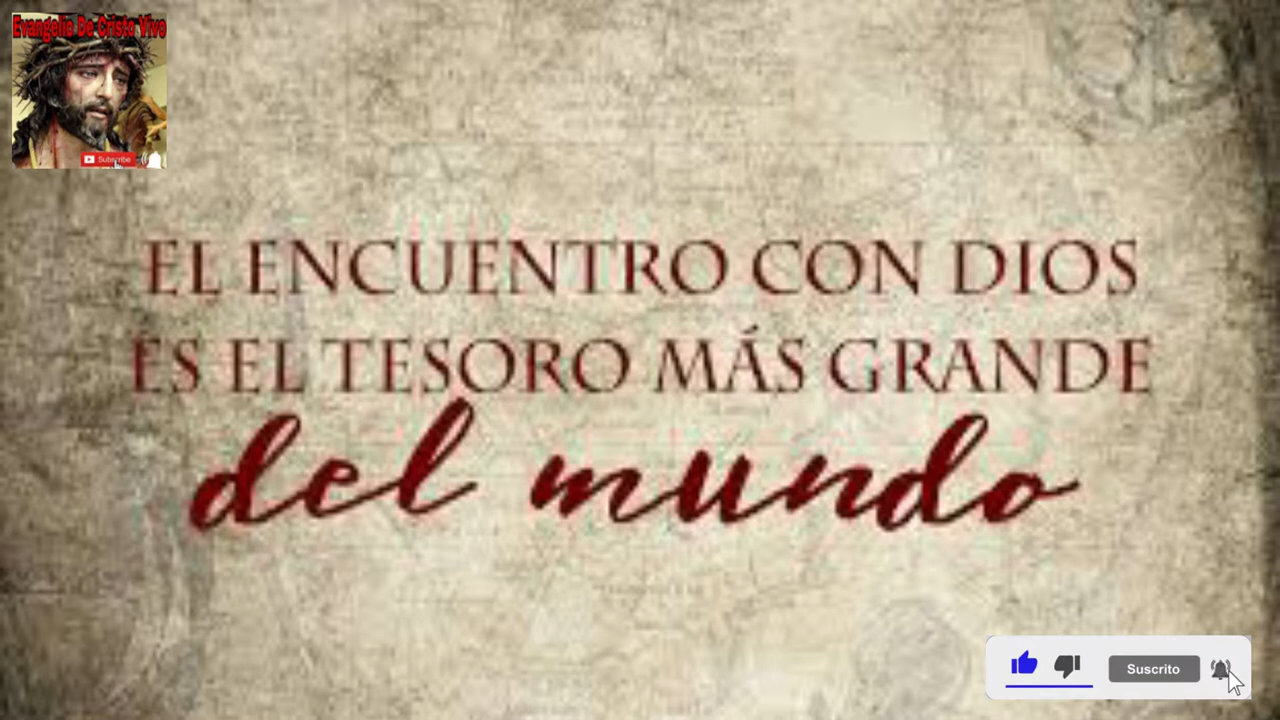 Evangelio De Cristo Vivo
Subscribe
EL ENCUENTRO CON DIOS
ES EL TESORO MÁS GRANDE
del mundo
Suscrito